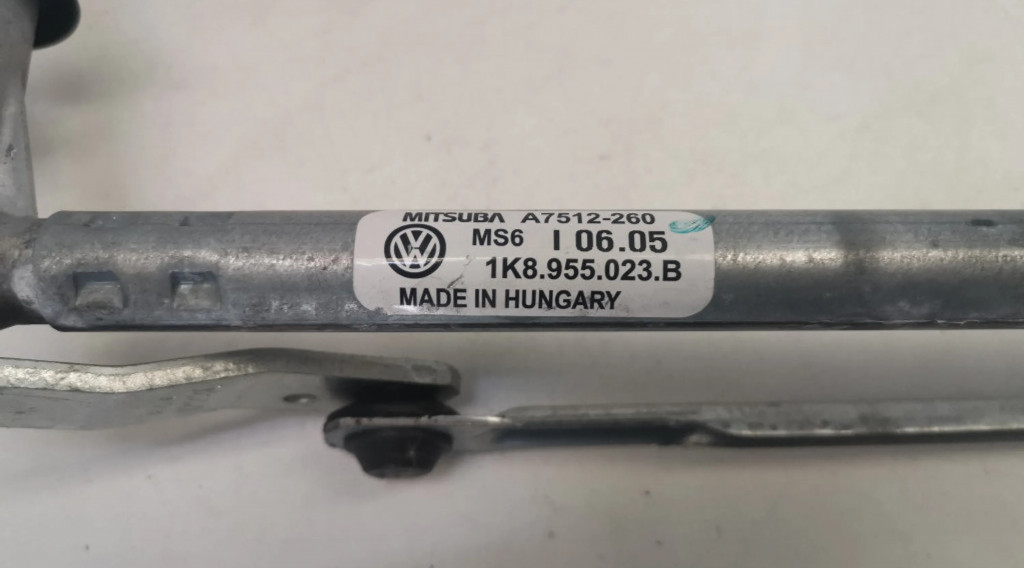 MITSUBA A7512-260
MS6 I 06.05
1K8.955.023.B
MADE IN HUNGARY